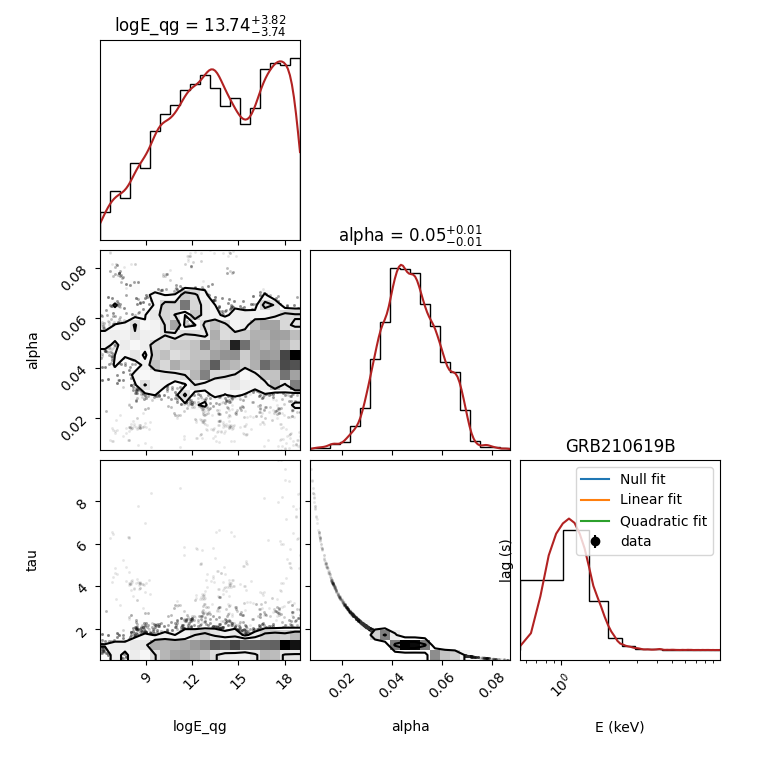 logE_qg = 13.74 +3.82 −3.74
alpha = 0.05 +0.01 −0.01
alpha
0.08
0.06
0.04
0.02
GRB210619B
Null fit
Linear fit
Quadratic fit
data
tau
8
6
4
2
lag (s)
9
12
15
18
0.02
0.04
0.06
0.08
10⁰
logE_qg
alpha
E (keV)